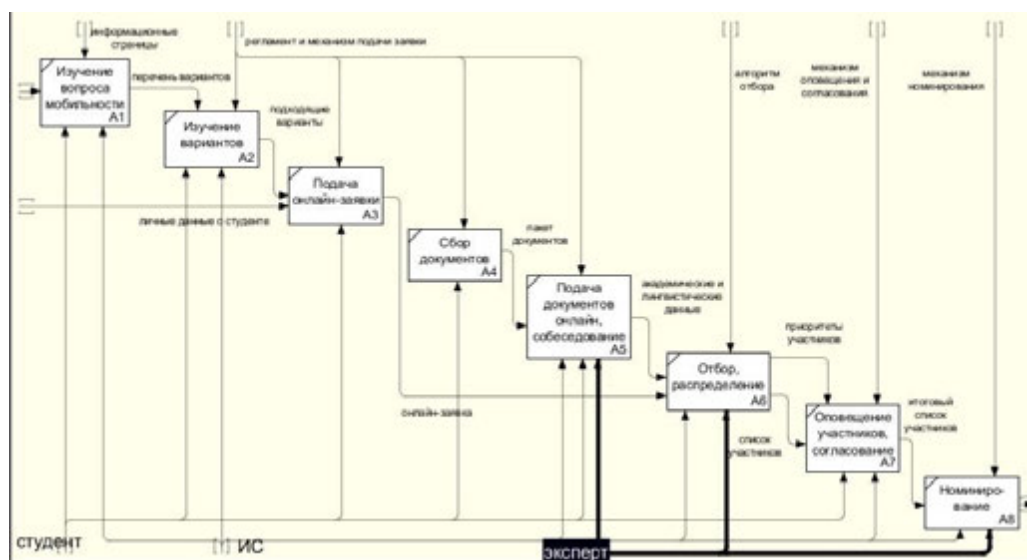 информационные
страницы
регламент и механизм подачи заявки
Изучение
вопроса
мобильности
A1
перечень вариантов
алгоритм
отбора
механизм
оповещения и
согласования
механизм
номинирования
Изучение
вариантов
A2
подходящие
варианты
Подача
онлайн-заявки
A3
личные данные о студенте
Сбор
документов
A4
пакет
документов
Подача
документов
онлайн,
собеседование
A5
академические и
лингвистические
данные
приоритеты
участников
Отбор,
распределение
A6
онлайн-заявка
список
участников
Оповещение
участников,
согласование
A7
итоговый
список
участников
Номиниро-
вание
A8
студент
ИС
эксперт